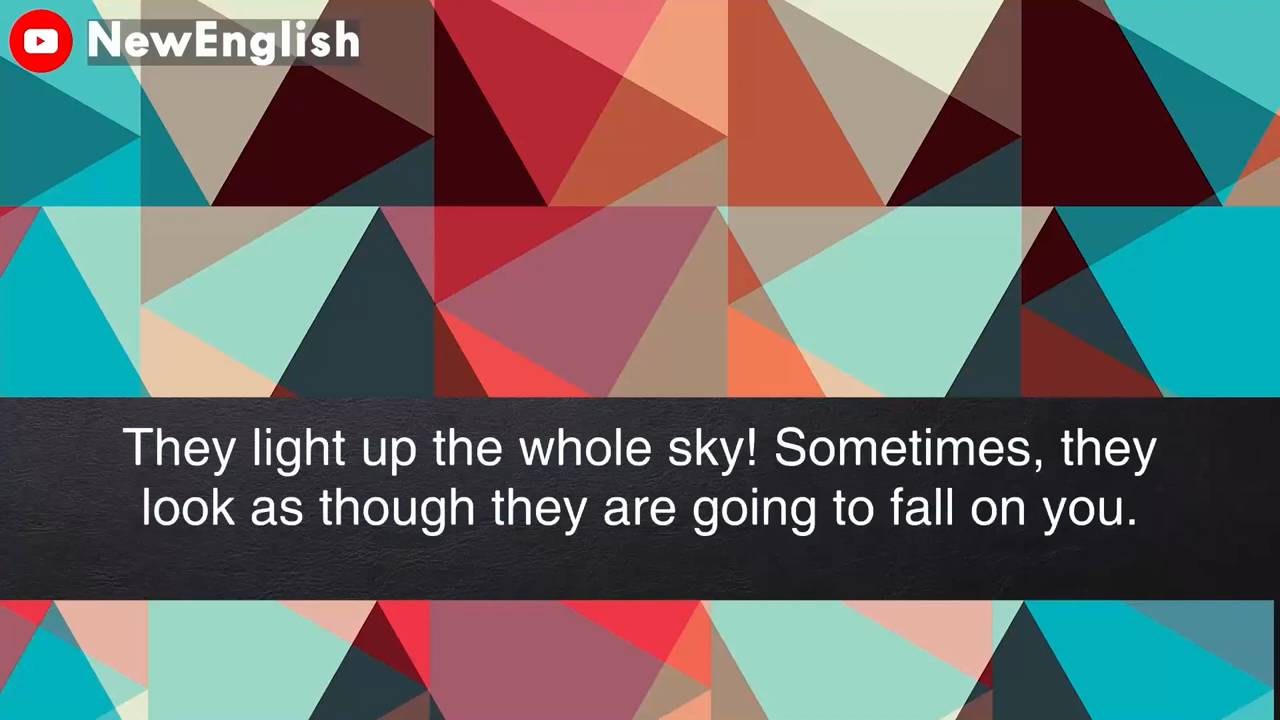 NewEnglish
They light up the whole sky! Sometimes, they
look as though they are going to fall on you.